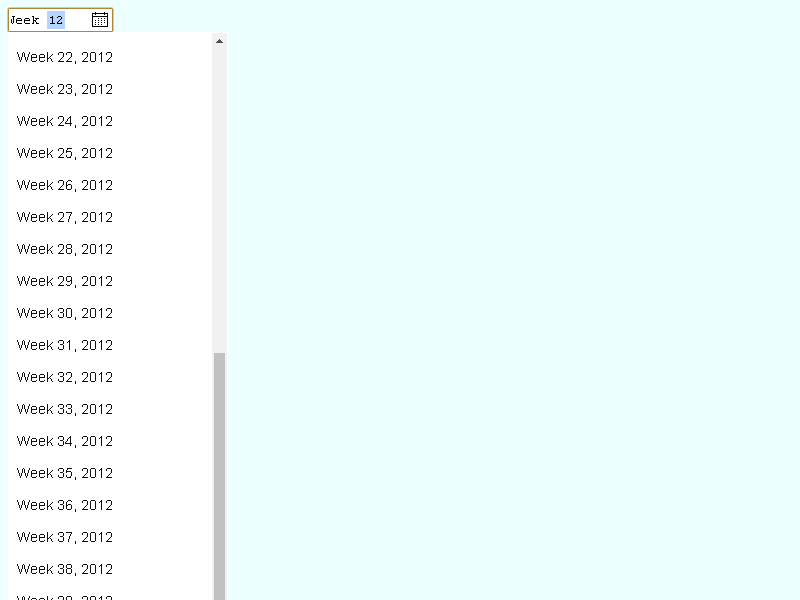 Jeek 12
Week 22, 2012
Week 23, 2012
Week 24, 2012
Week 25, 2012
Week 26, 2012
Week 27, 2012
Week 28, 2012
Week 29, 2012
Week 30, 2012
Week 31, 2012
Week 32, 2012
Week 33, 2012
Week 34, 2012
Week 35, 2012
Week 36, 2012
Week 37, 2012
Week 38, 2012